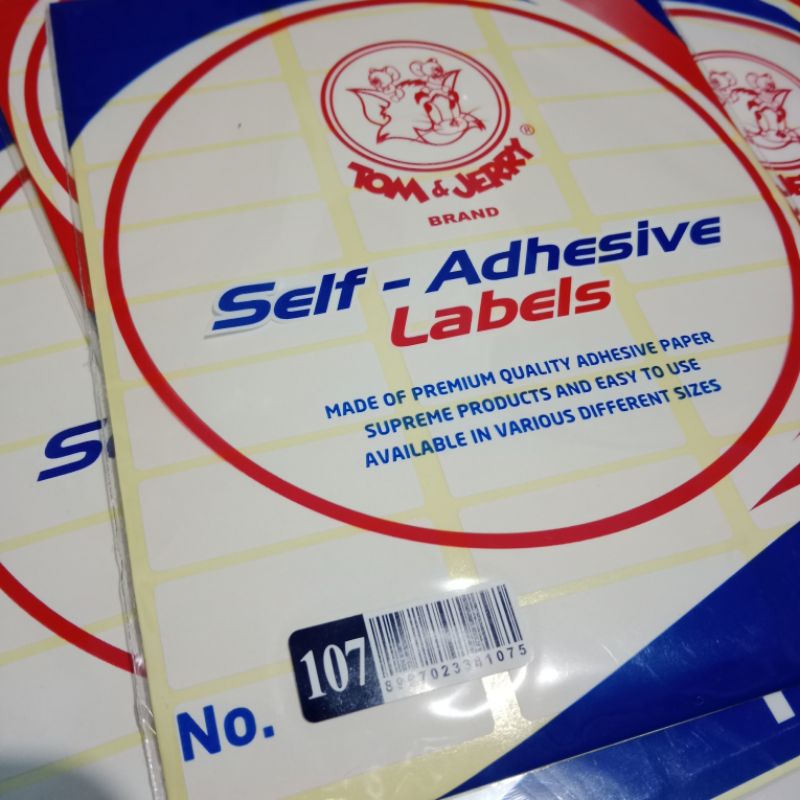 TOM & JERRY ®
BRAND
Self - Adhesive
Labels
MADE OF PREMIUM QUALITY ADHESIVE PAPER
SUPREME PRODUCTS AND EASY TO USE
AVAILABLE IN VARIOUS DIFFERENT SIZES
No. 107
S